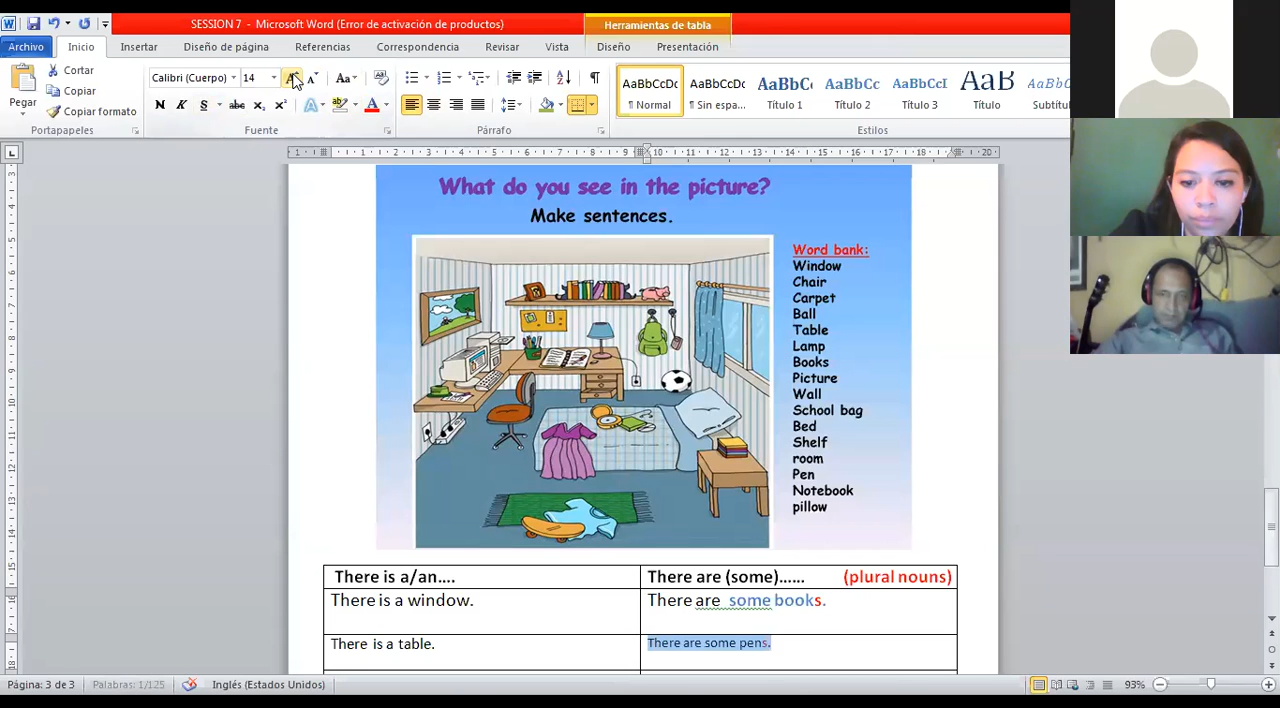 SESSION 7 - Microsoft Word (Error de activación de productos)
Herramientas de tabla
Archivo Inicio Insertar Diseño de página Referencias Correspondencia Revisar Vista Diseño Presentación
Cortar
Copiar
Copiar formato
Pegar
Portapapeles
Calibri (Cuerpo) 14
N K S abc x₂ x²
Fuente
Párrafo
AaBbCcDc AaBbCcDc AaBbC AaBbCc AaBbCcI AaB
¶ Normal ¶ Sin espa... Título 1 Título 2 Título 3 Título Subtít
Estilos
What do you see in the picture?
Make sentences.
Word bank:
Window
Chair
Carpet
Ball
Table
Lamp
Books
Picture
Wall
School bag
Bed
Shelf
room
Pen
Notebook
pillow
There is a/an.... There are (some)...... (plural nouns)
There is a window. There are some books.
There is a table. There are some pens.
Página: 3 de 3 Palabras: 1/125 Inglés (Estados Unidos) 93%